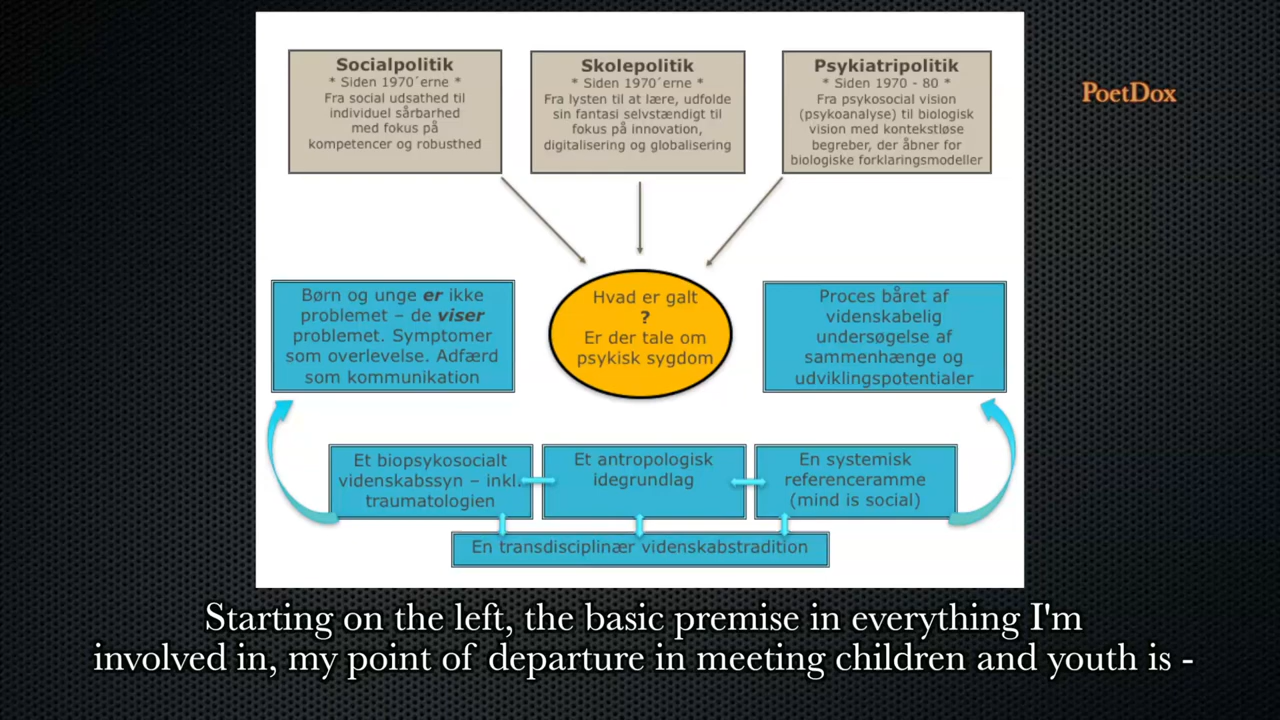 Socialpolitik
* Siden 1970´erne *
Fra social udsathed til
individuel sårbarhed
med fokus på
kompetencer og robusthed
Skolepolitik
* Siden 1970´erne *
Fra lysten til at lære, udfolde
sin fantasi selvstændigt til
fokus på innovation,
digitalisering og globalisering
Psykiatripolitik
* Siden 1970 - 80 *
Fra psykosocial vision
(psykoanalyse) til biologisk
vision med kontekstløse
begreber, der åbner for
biologiske forklaringsmodeller
PoetDox
Børn og unge er ikke
problemet – de viser
problemet. Symptomer
som overlevelse. Adfærd
som kommunikation
Hvad er galt
?
Er der tale om
psykisk sygdom
Proces båret af
videnskabelig
undersøgelse af
sammenhænge og
udviklingspotentialer
Et biopsykosocialt
videnskabssyn – inkl.
traumatologien
Et antropologisk
idegrundlag
En systemisk
referenceramme
(mind is social)
En transdisciplinær videnskabstradition
Starting on the left, the basic premise in everything I'm
involved in, my point of departure in meeting children and youth is -